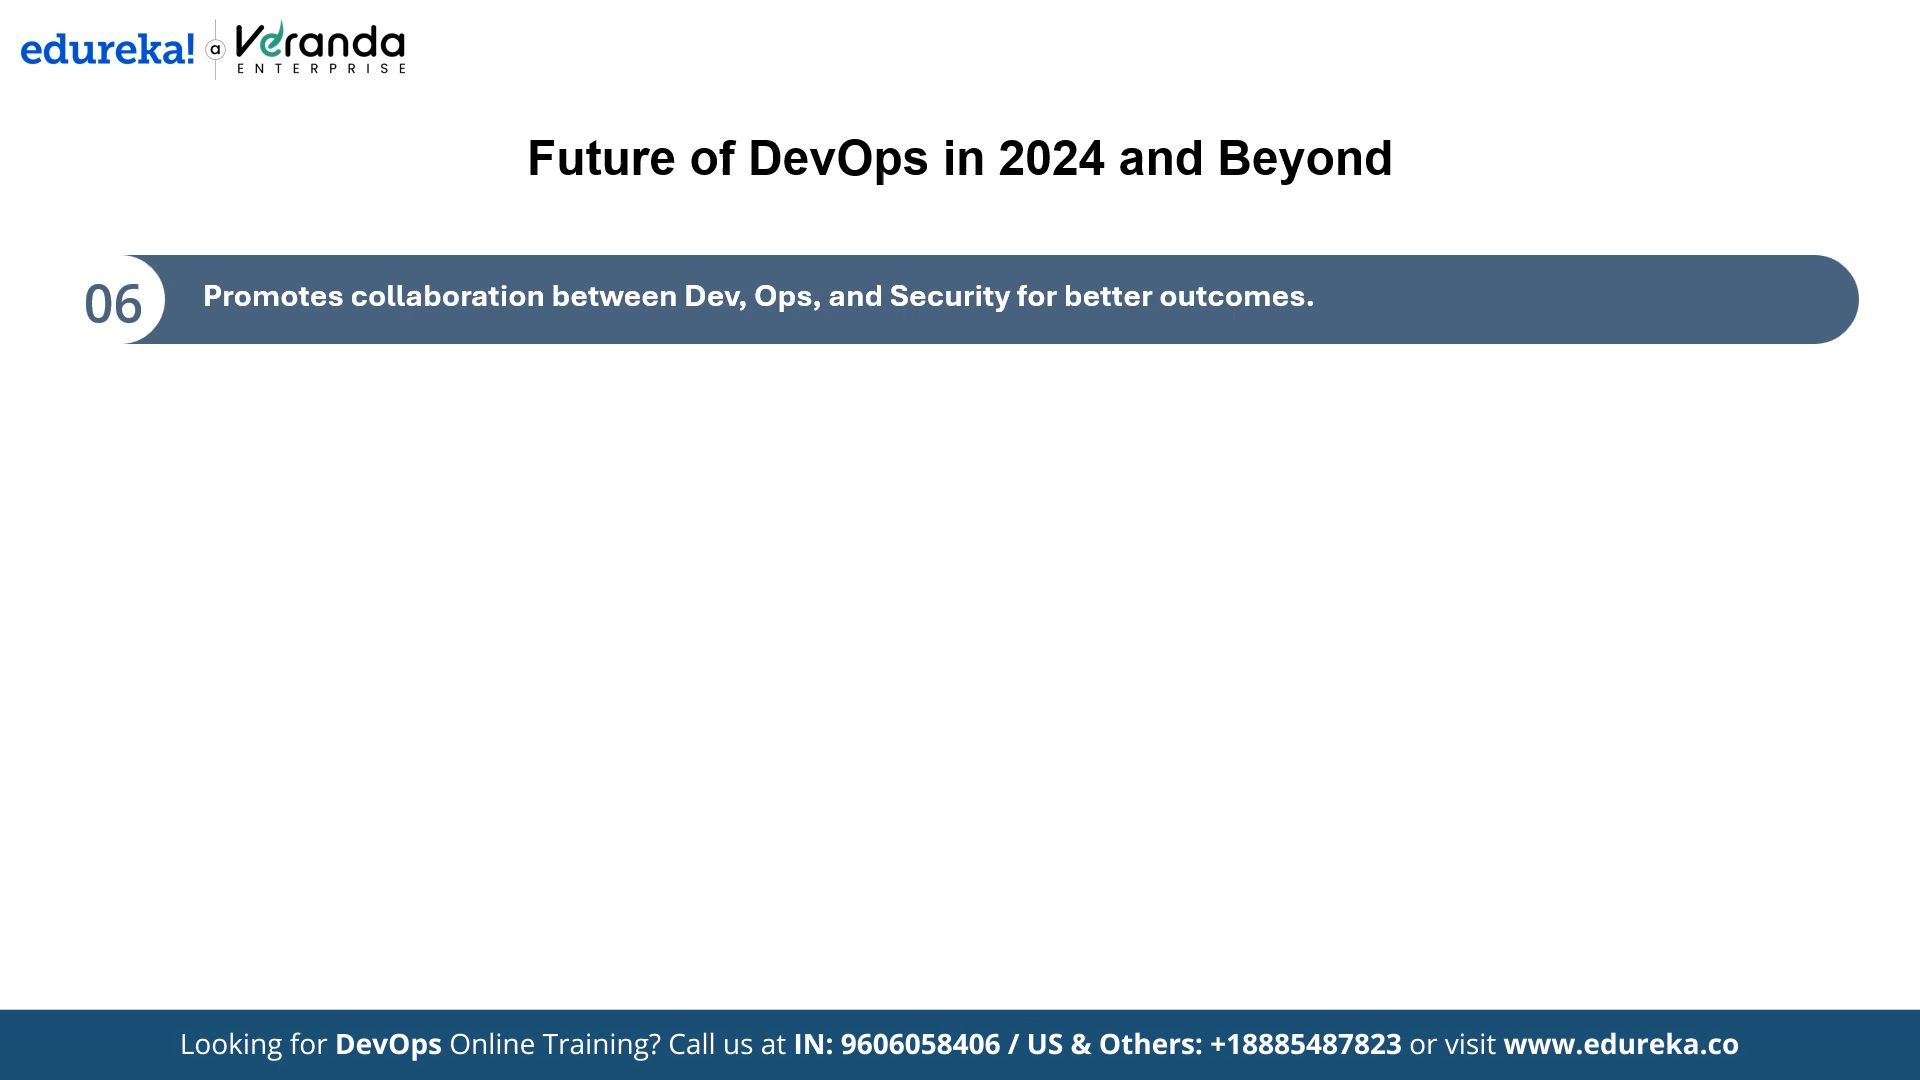 edureka! a Veranda
ENTERPRISE
Future of DevOps in 2024 and Beyond
06 Promotes collaboration between Dev, Ops, and Security for better outcomes.
Looking for DevOps Online Training? Call us at IN: 9606058406 / US & Others: +18885487823 or visit www.edureka.co